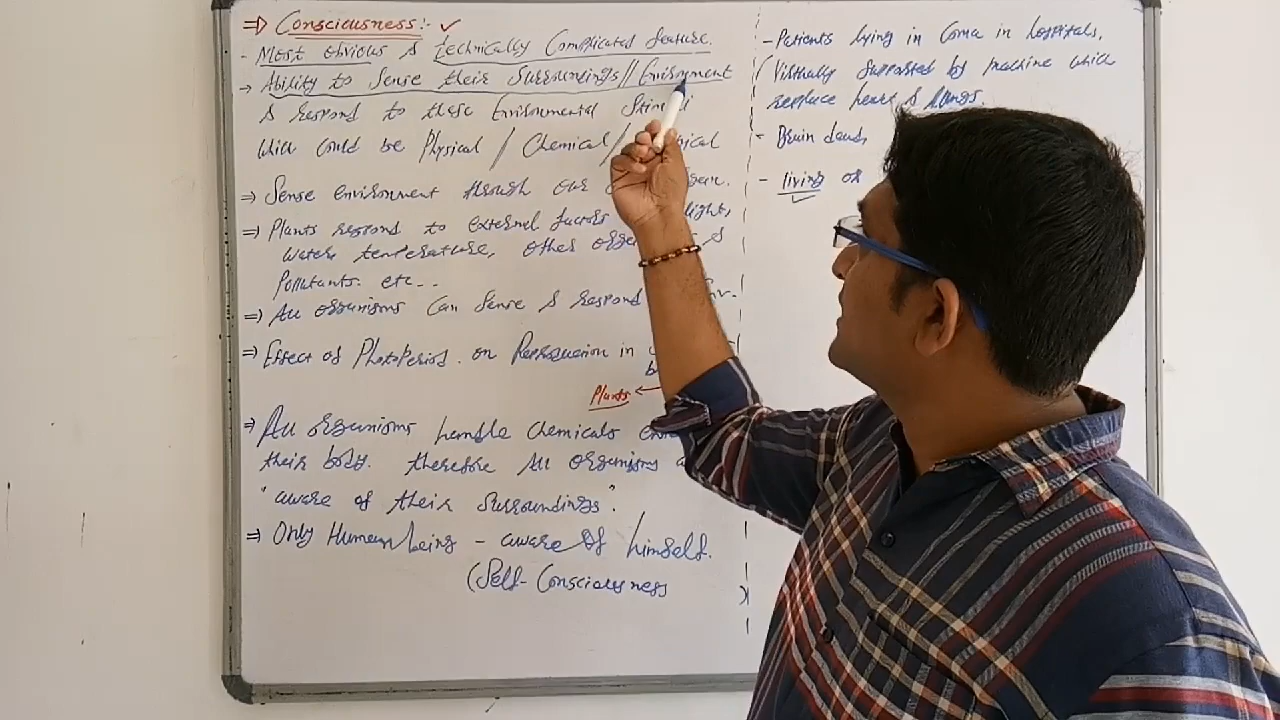 => Consciousness:- ✓
- Most obvious & technically Complicated feature.
→ Ability to Sense their Surroundings // Environment
& respond to these Environmental Stimuli
Will Could be Physical / Chemical /
=> Sense environment through our
=> Plants respond to external factors light,
Water, temperature, other &
Pollutants. etc..
=> All organisms Can Sense & respond
=> Effect of PhotoPeriod. on Reproduction in
Plants ←
=> All organisms handle Chemicals
their body. therefore All organisms
"aware of their Surroundings".
=> Only Human being - aware of himself.
(Self-Consciousness )
- Patients lying in Coma in hospitals,
(Virtually Supported by machine which
replace heart & lungs.
- Brain dead,
- living or